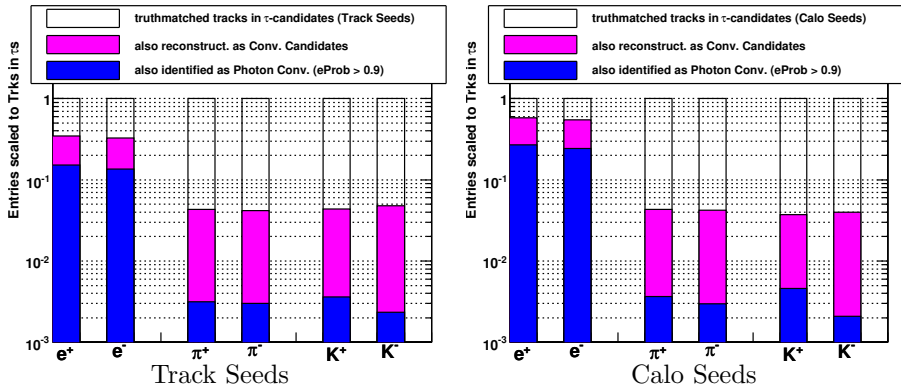 truthmatched tracks in τ-candidates (Track Seeds)
also reconstruct. as Conv. Candidates
also identified as Photon Conv. (eProb > 0.9)
Entries scaled to Trks in τs
1
10⁻¹
10⁻²
10⁻³
e⁺ e⁻ π⁺ π⁻ K⁺ K⁻
Track Seeds
truthmatched tracks in τ-candidates (Calo Seeds)
also reconstruct. as Conv. Candidates
also identified as Photon Conv. (eProb > 0.9)
Entries scaled to Trks in τs
1
10⁻¹
10⁻²
10⁻³
e⁺ e⁻ π⁺ π⁻ K⁺ K⁻
Calo Seeds